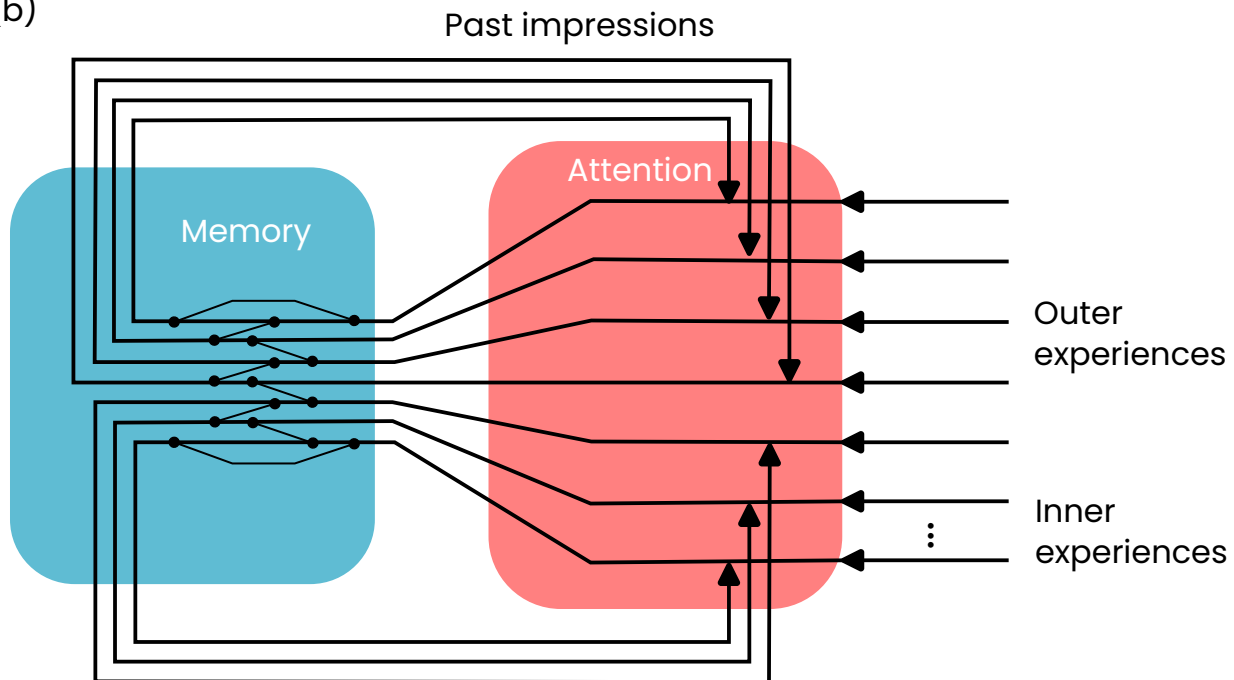 b)
Past impressions
Attention
Memory
Outer
experiences
Inner
experiences